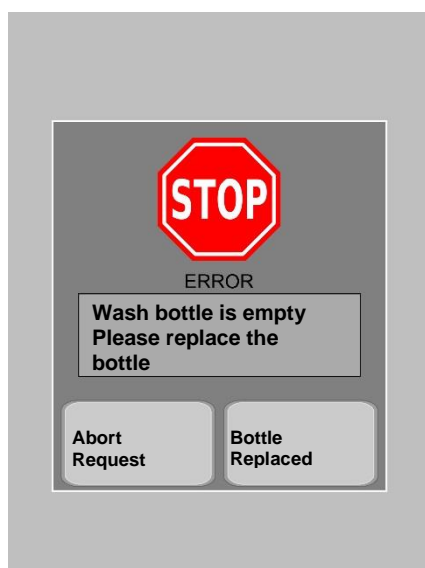 STOP
ERROR
Wash bottle is empty
Please replace the
bottle
Abort
Request
Bottle
Replaced